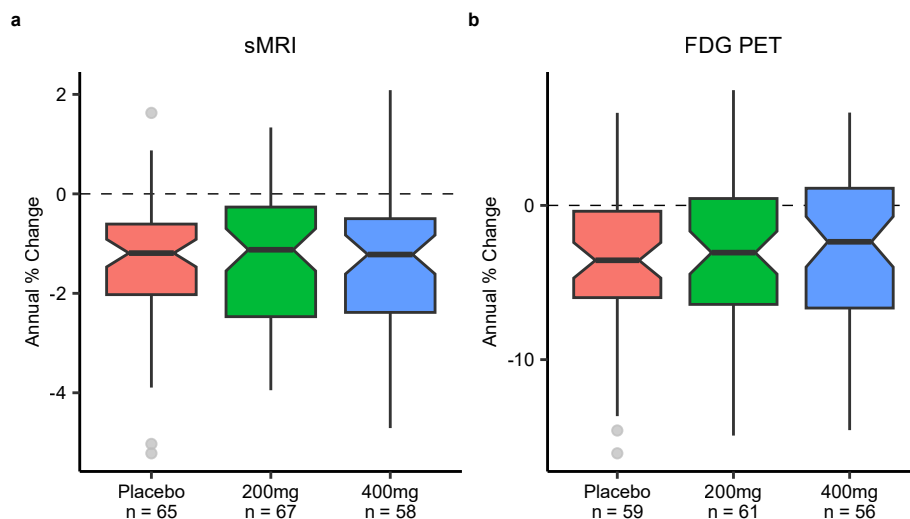 a
sMRI
Annual % Change
2
0
-2
-4
Placebo
n = 65
200mg
n = 67
400mg
n = 58
b
FDG PET
Annual % Change
0
-10
Placebo
n = 59
200mg
n = 61
400mg
n = 56